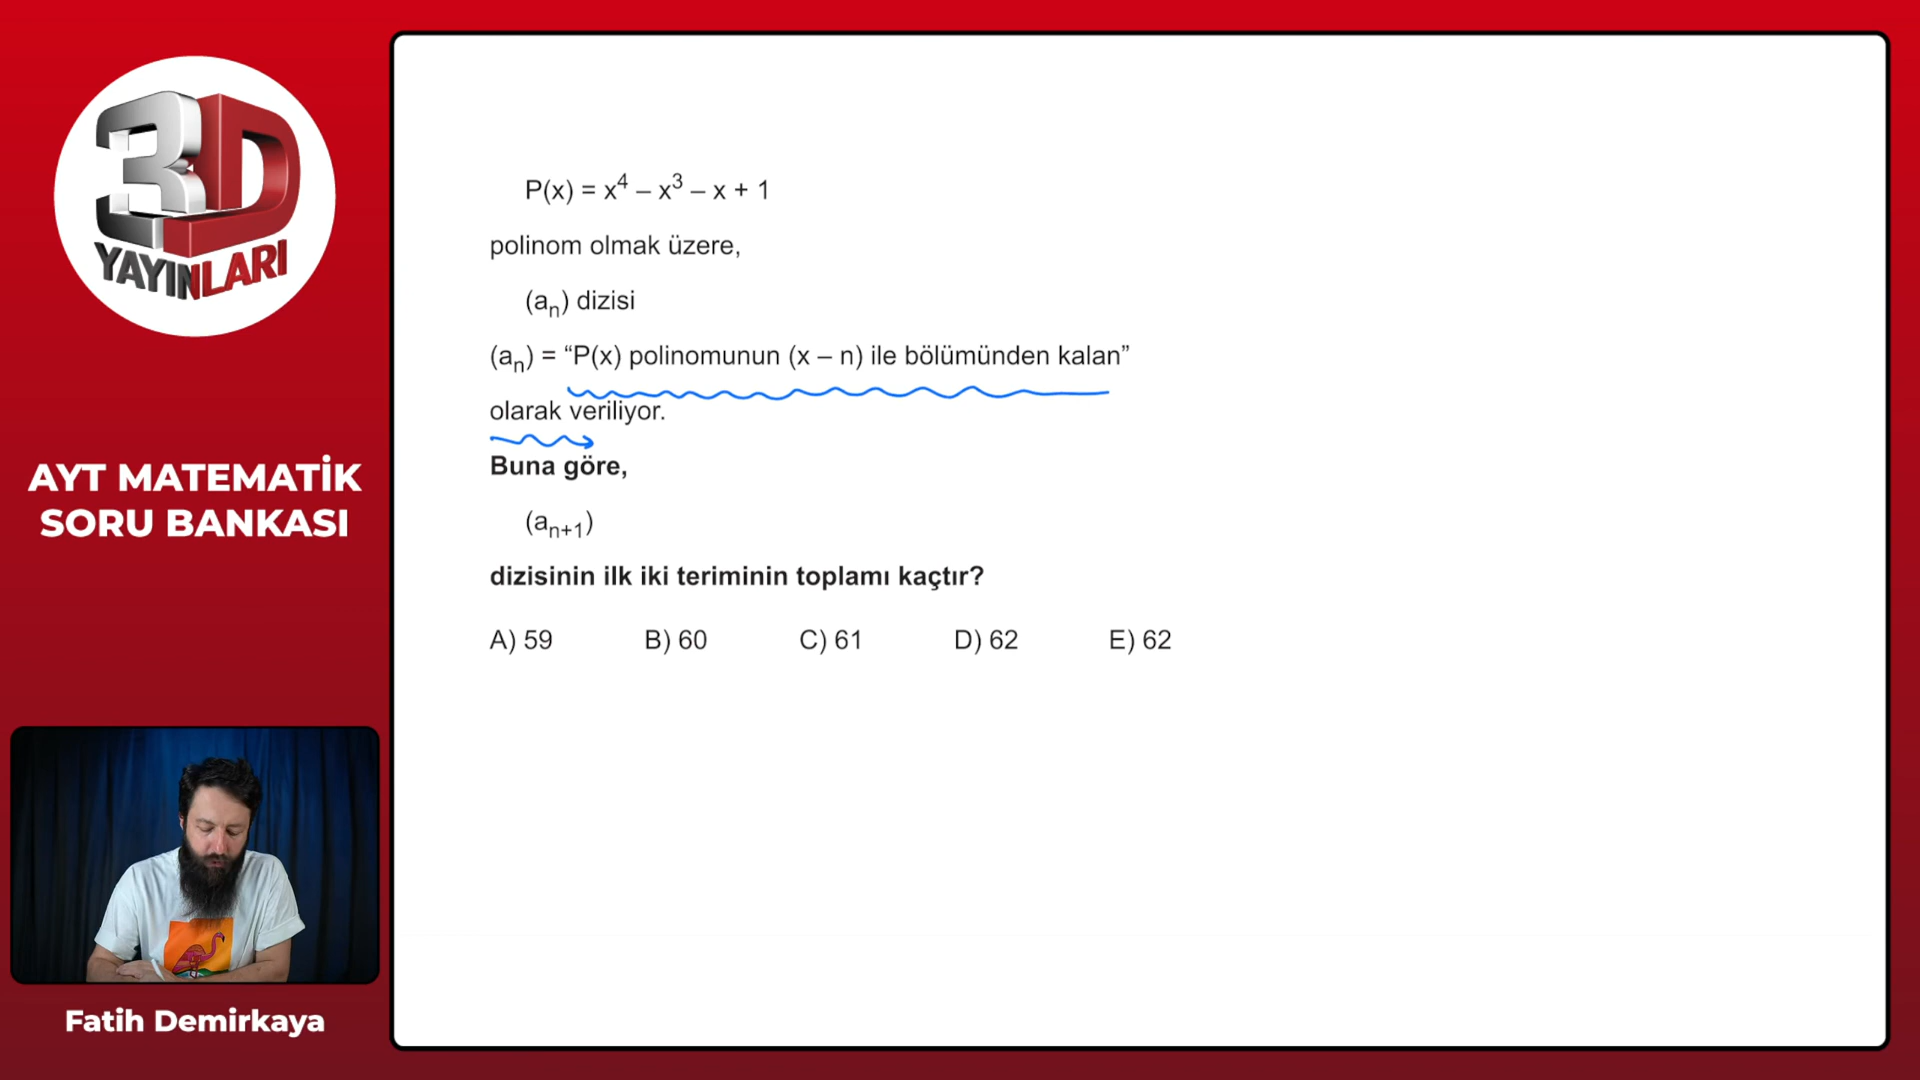 3D
YAYINLARI
AYT MATEMATİK
SORU BANKASI
Fatih Demirkaya
P(x) = x⁴ – x³ – x + 1
polinom olmak üzere,
(aₙ) dizisi
(aₙ) = “P(x) polinomunun (x – n) ile bölümünden kalan”
olarak veriliyor.
Buna göre,
(aₙ₊₁)
dizisinin ilk iki teriminin toplamı kaçtır?
A) 59 B) 60 C) 61 D) 62 E) 62